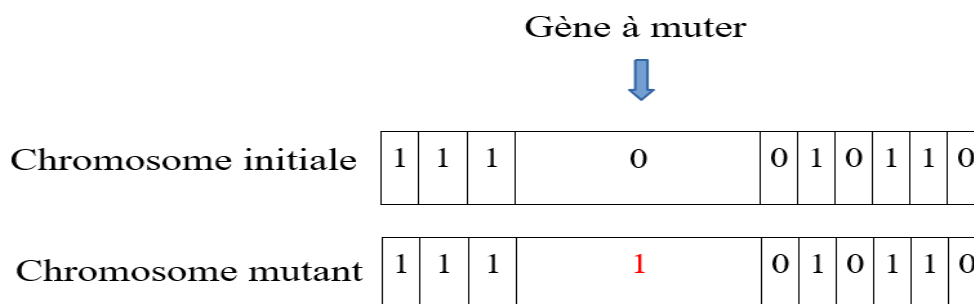 Gène à muter
Chromosome initiale 1 1 1 0 0 1 0 1 1 0
Chromosome mutant 1 1 1 1 0 1 0 1 1 0